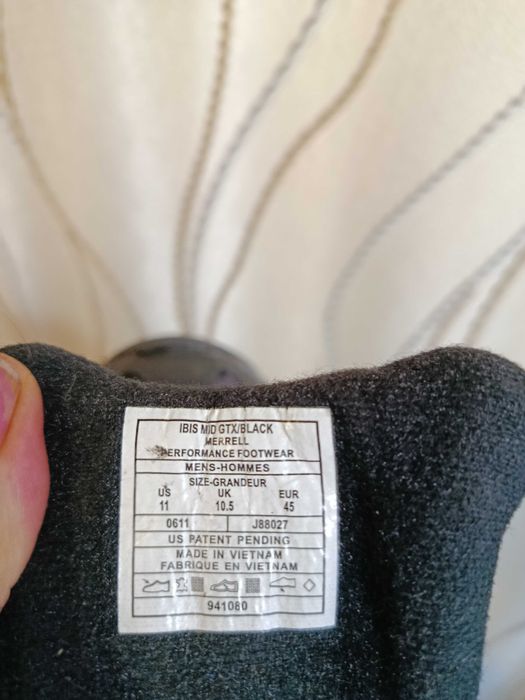 IBIS MID GTX/BLACK
MERRELL
PERFORMANCE FOOTWEAR
MENS-HOMMES
SIZE-GRANDEUR
US UK EUR
11 10.5 45
0611 J88027
US PATENT PENDING
MADE IN VIETNAM
FABRIQUE EN VIETNAM
941080